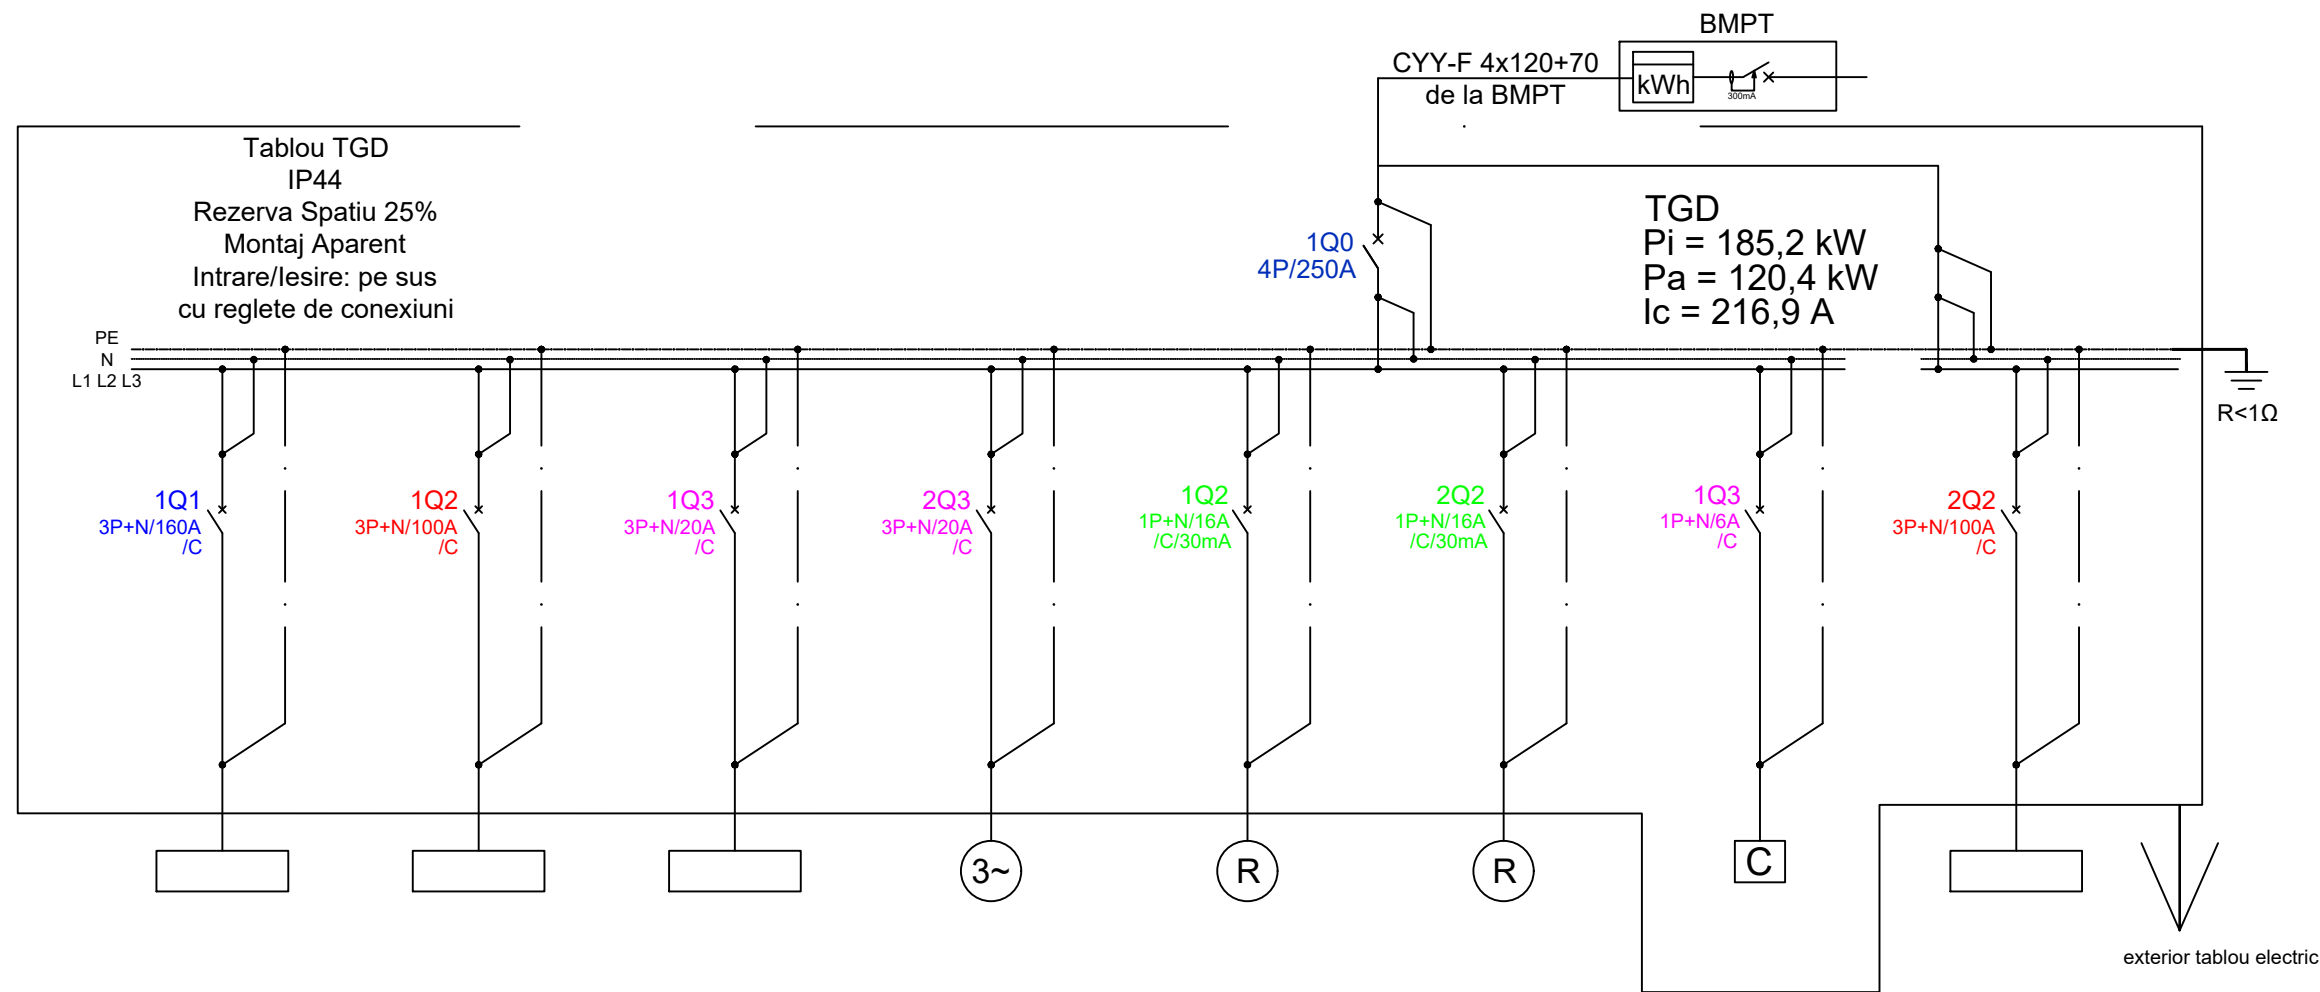 BMPT
CYY-F 4x120+70
de la BMPT
kWh
300mA
Tablou TGD
IP44
Rezerva Spatiu 25%
Montaj Aparent
Intrare/Iesire: pe sus
cu reglete de conexiuni
1Q0
4P/250A
TGD
Pi = 185,2 kW
Pa = 120,4 kW
Ic = 216,9 A
PE
N
L1 L2 L3
R<1Ω
1Q1
3P+N/160A
/C
1Q2
3P+N/100A
/C
1Q3
3P+N/20A
/C
2Q3
3P+N/20A
/C
1Q2
1P+N/16A
/C/30mA
2Q2
1P+N/16A
/C/30mA
1Q3
1P+N/6A
/C
2Q2
3P+N/100A
/C
3~
R
R
C
exterior tablou electric